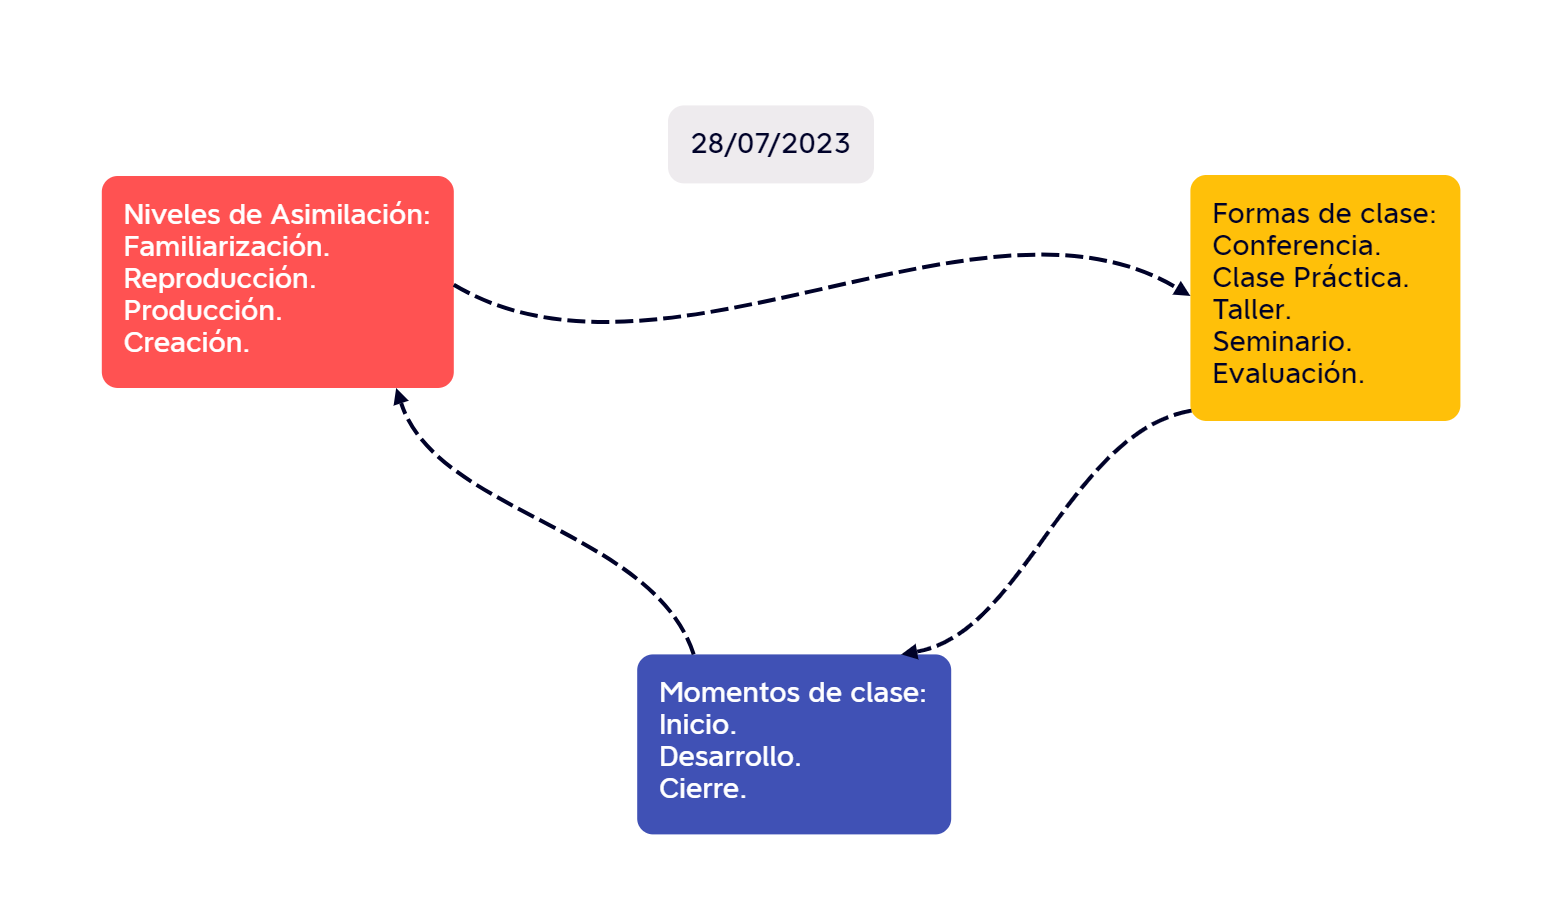 28/07/2023
Niveles de Asimilación:
Familiarización.
Reproducción.
Producción.
Creación.
Formas de clase:
Conferencia.
Clase Práctica.
Taller.
Seminario.
Evaluación.
Momentos de clase:
Inicio.
Desarrollo.
Cierre.